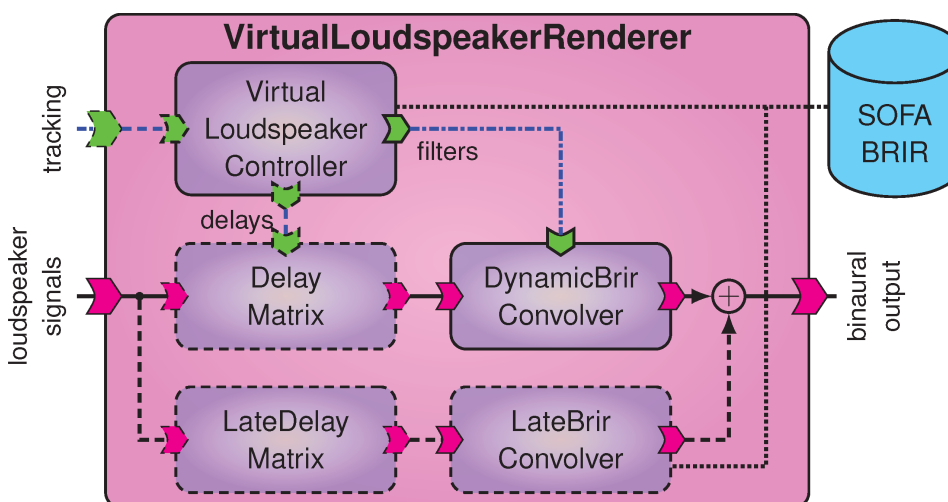 VirtualLoudspeakerRenderer
tracking
Virtual
Loudspeaker
Controller
filters
SOFA
BRIR
delays
loudspeaker
signals
Delay
Matrix
DynamicBrir
Convolver
binaural
output
LateDelay
Matrix
LateBrir
Convolver